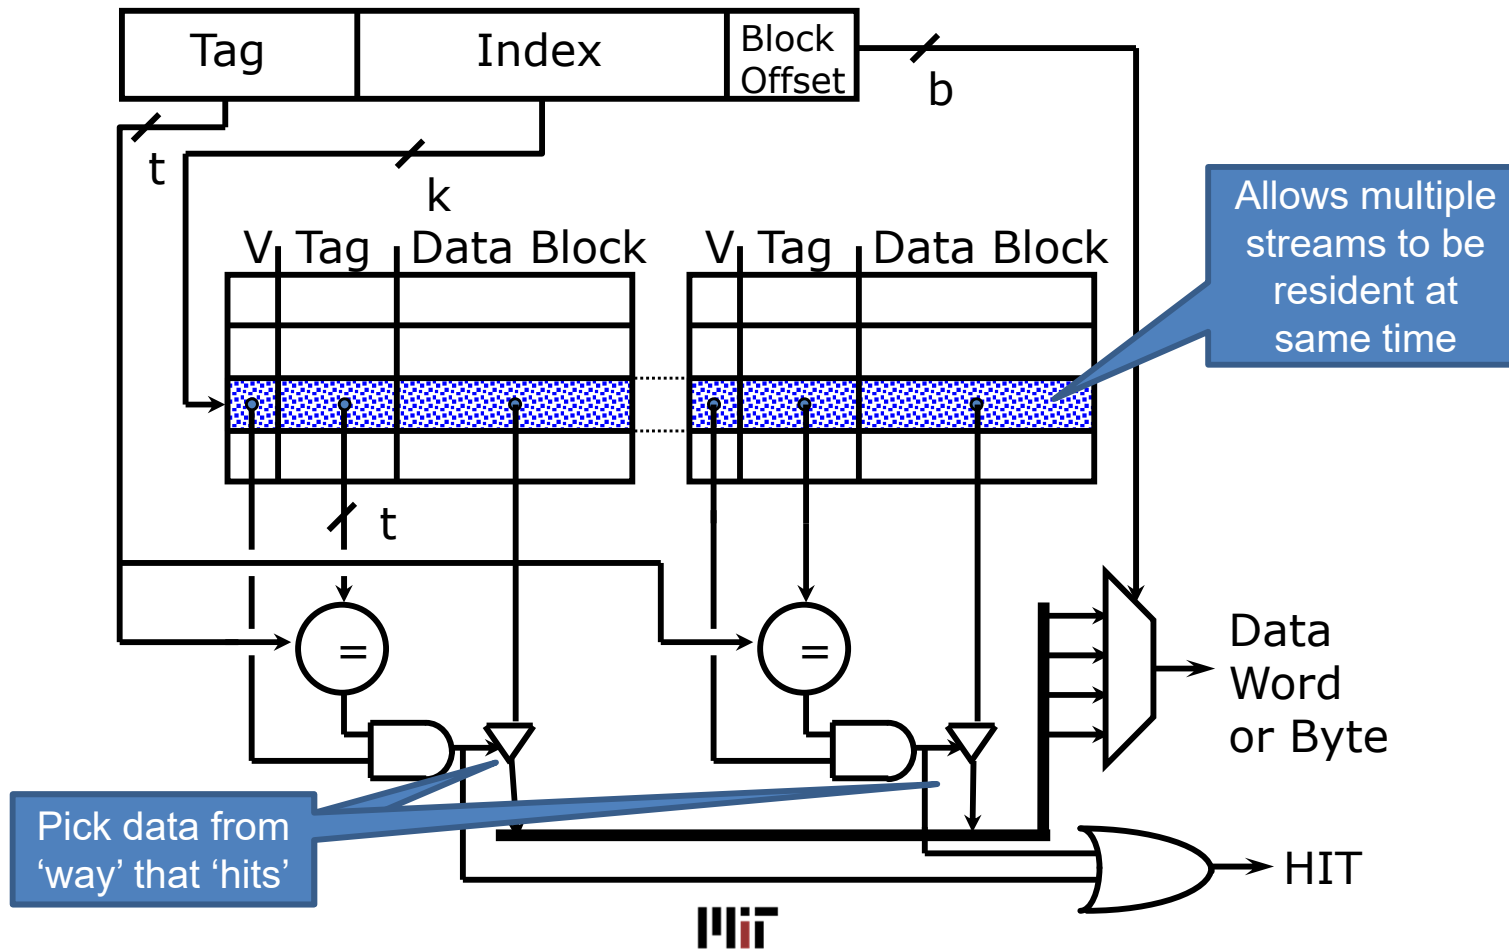 Tag
Index
Block
Offset
b
t
k
V Tag Data Block
V Tag Data Block
Allows multiple
streams to be
resident at
same time
t
=
=
Data
Word
or Byte
Pick data from
‘way’ that ‘hits’
HIT
MiT